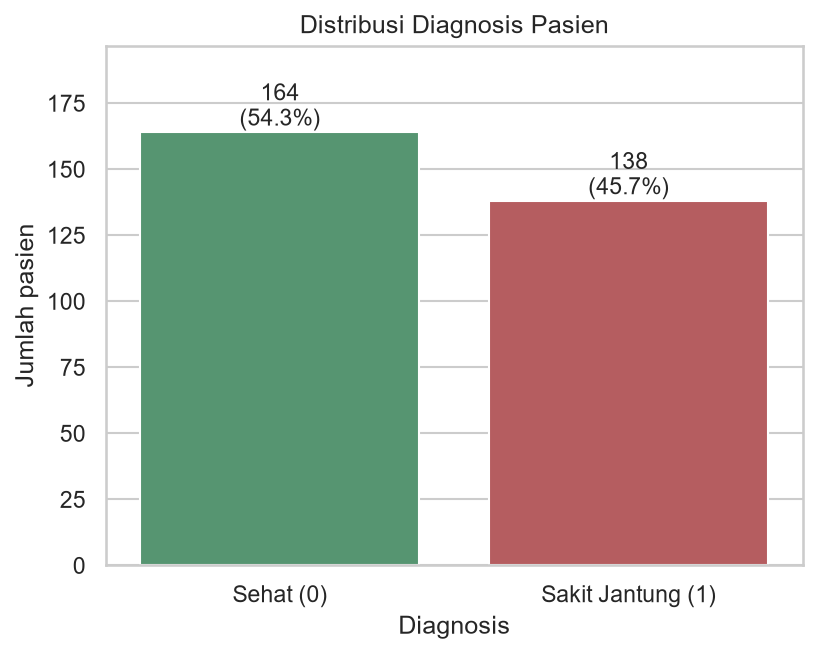 Distribusi Diagnosis Pasien
Jumlah pasien
175
150
125
100
75
50
25
0
164
(54.3%)
138
(45.7%)
Sehat (0)
Sakit Jantung (1)
Diagnosis